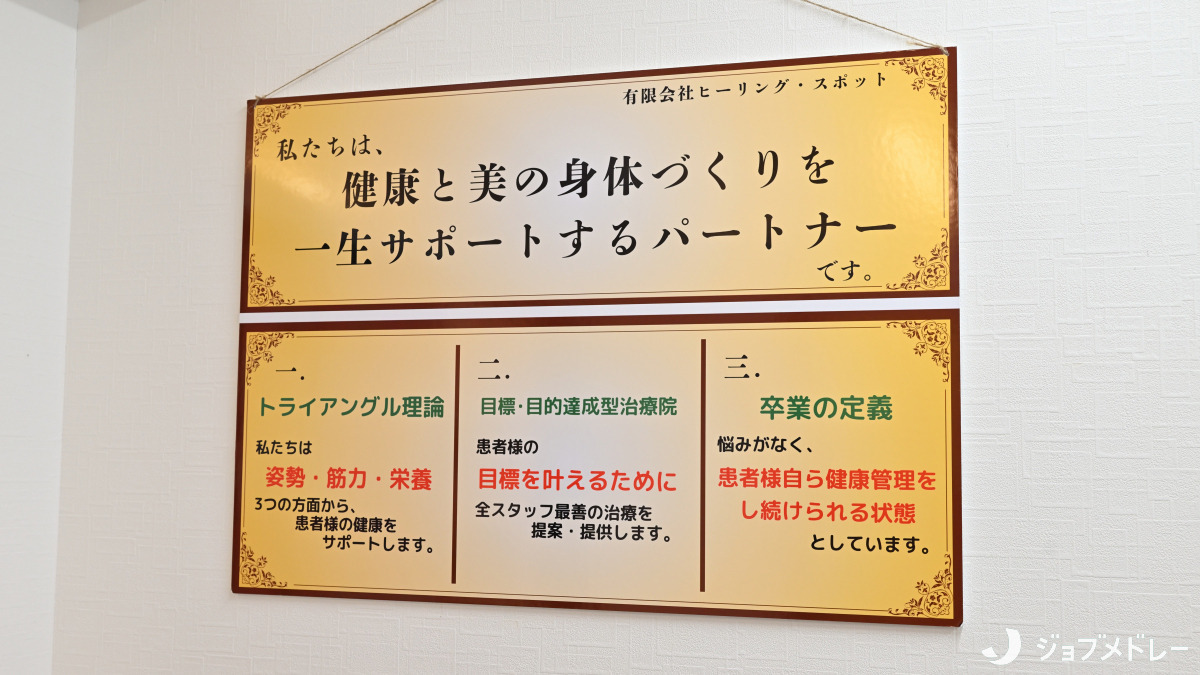 有限会社ヒーリング・スポット
私たちは、
健康と美の身体づくりを
一生サポートするパートナー
です。
一.
トライアングル理論
私たちは
姿勢・筋力・栄養
3つの方面から、
患者様の健康を
サポートします。
二.
目標・目的達成型治療院
患者様の
目標を叶えるために
全スタッフ最善の治療を
提案・提供します。
三.
卒業の定義
悩みがなく、
患者様自ら健康管理を
し続けられる状態
としています。
ジョブメドレー